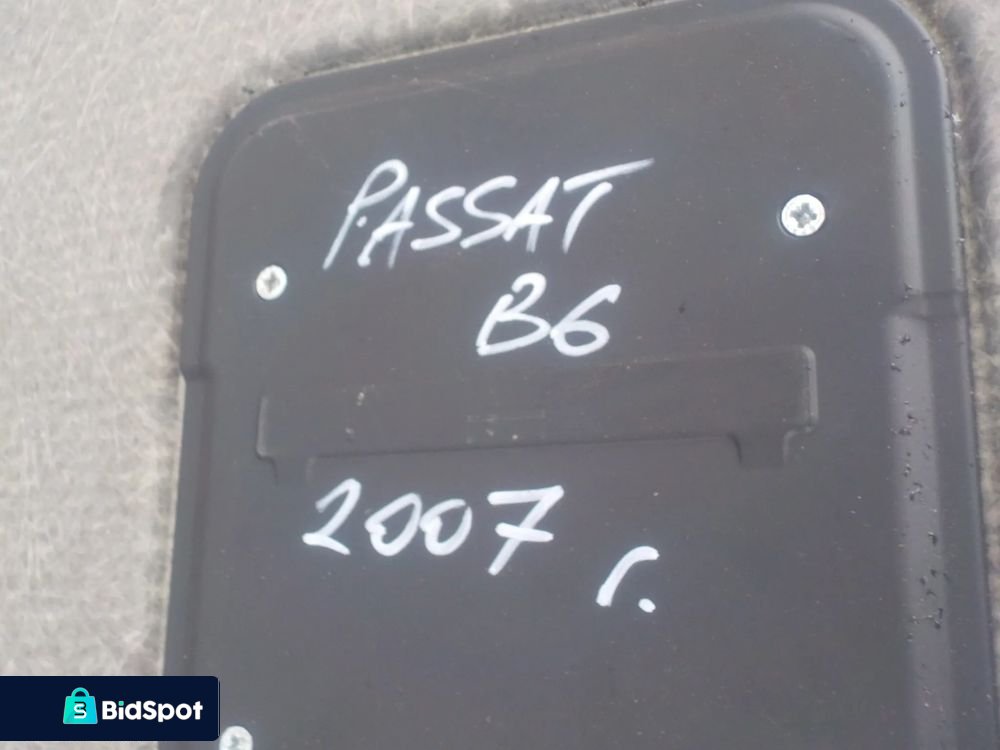 PASSAT
B6
2007 r.
BidSpot